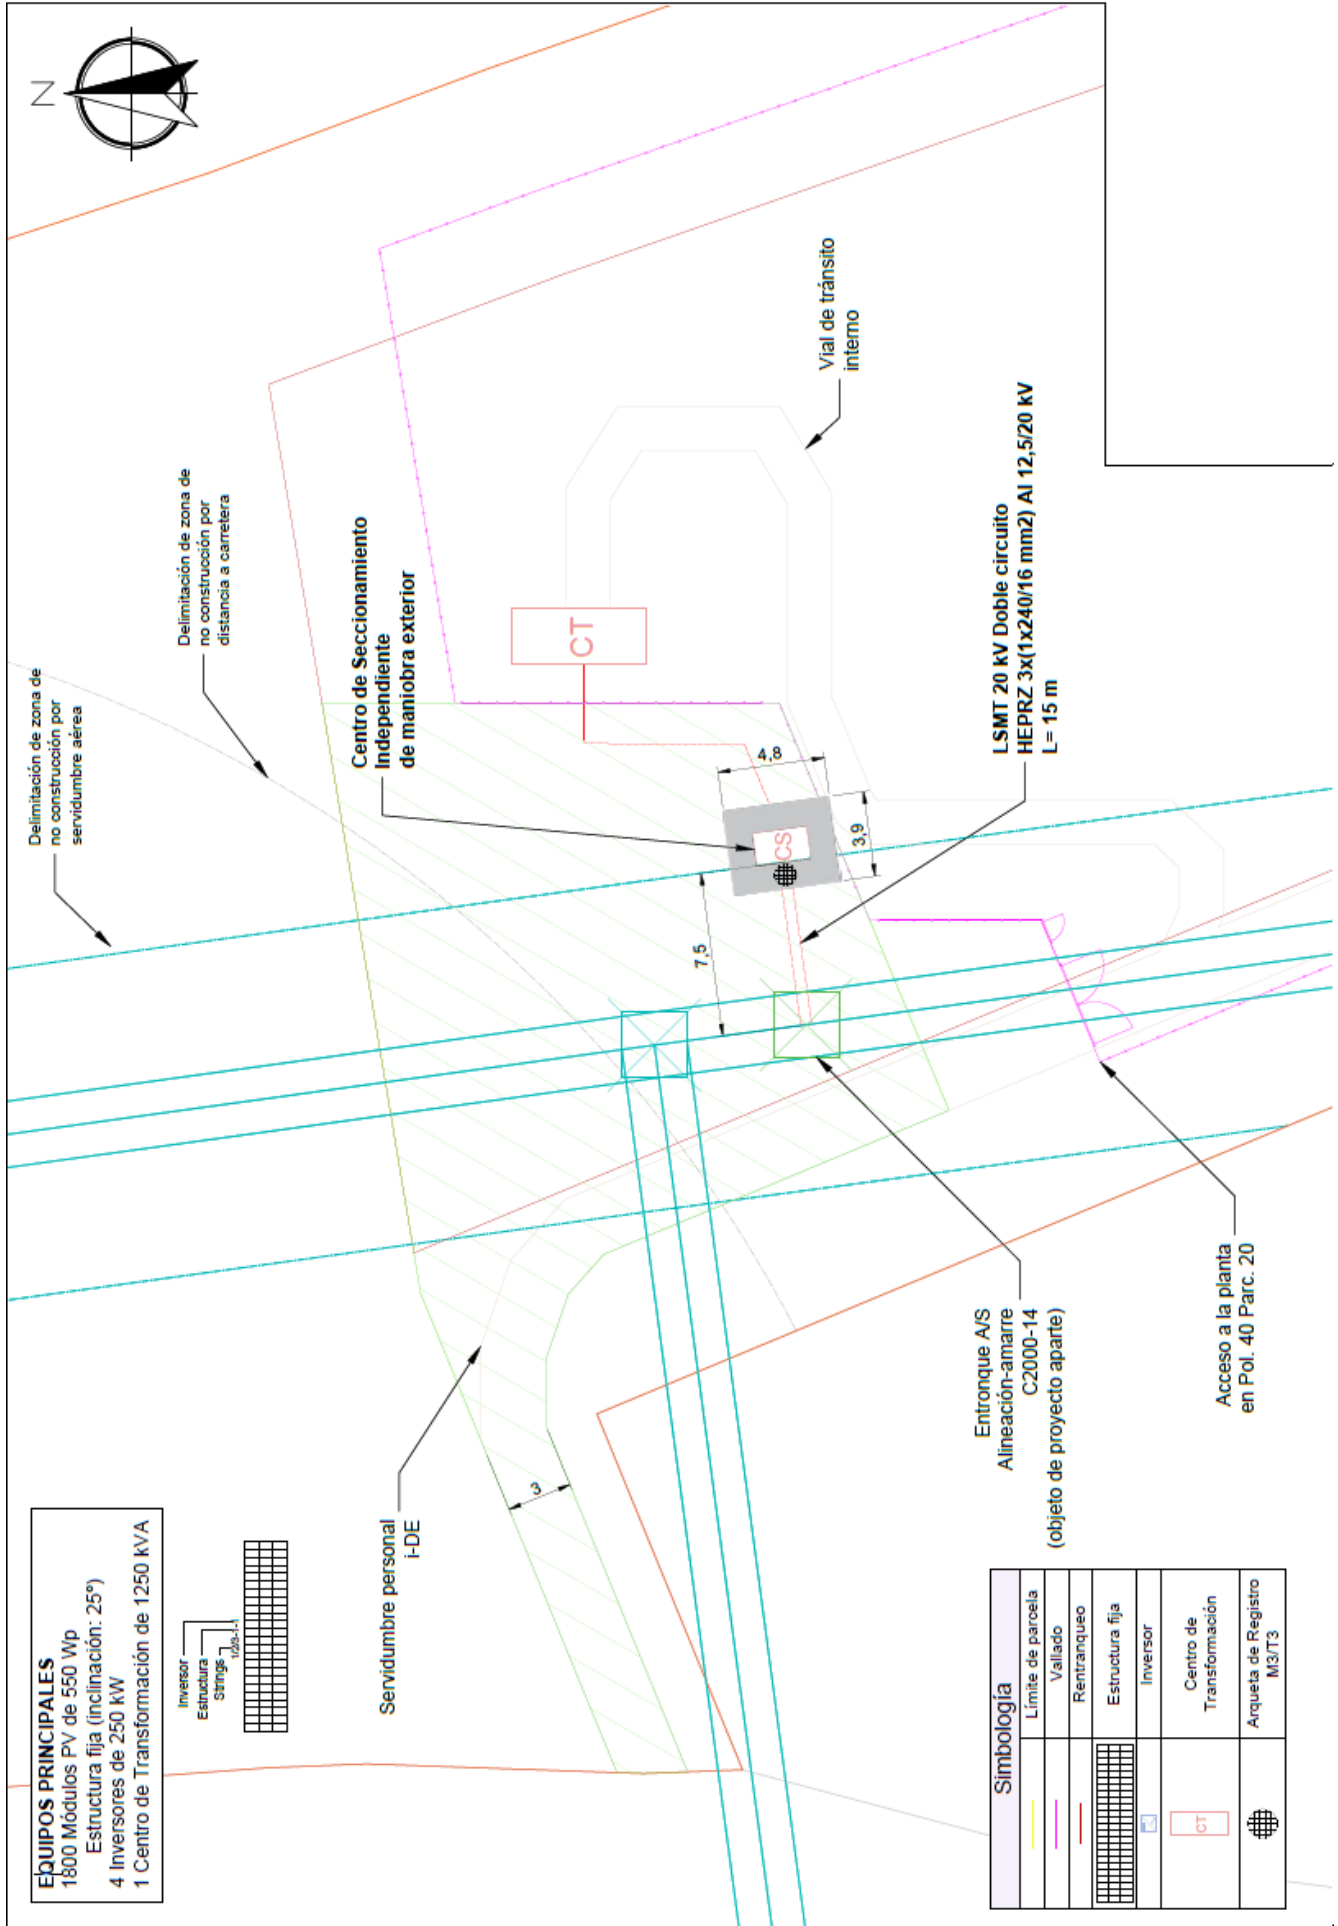 N
Delimitación de zona de
no construcción por
servidumbre aérea
Delimitación de zona de
no construcción por
distancia a carretera
Centro de Seccionamiento
Independiente
de maniobra exterior
Vial de tránsito
interno
CT
CS
4,8
3,9
7,5
3
LSMT 20 kV Doble circuito
HEPRZ 3x(1x240/16 mm2) Al 12,5/20 kV
L= 15 m
Servidumbre personal
i-DE
Entronque A/S
Alineación-amarre
C2000-14
(objeto de proyecto aparte)
Acceso a la planta
en Pol. 40 Parc. 20
EQUIPOS PRINCIPALES
1800 Módulos PV de 550 Wp
Estructura fija (inclinación: 25º)
4 Inversores de 250 kW
1 Centro de Transformación de 1250 kVA
Inversor
Estructura
Strings
1/2/3-1-1
Simbología
Límite de parcela
Vallado
Rentranqueo
Estructura fija
Inversor
CT
Centro de
Transformación
Arqueta de Registro
M3/T3